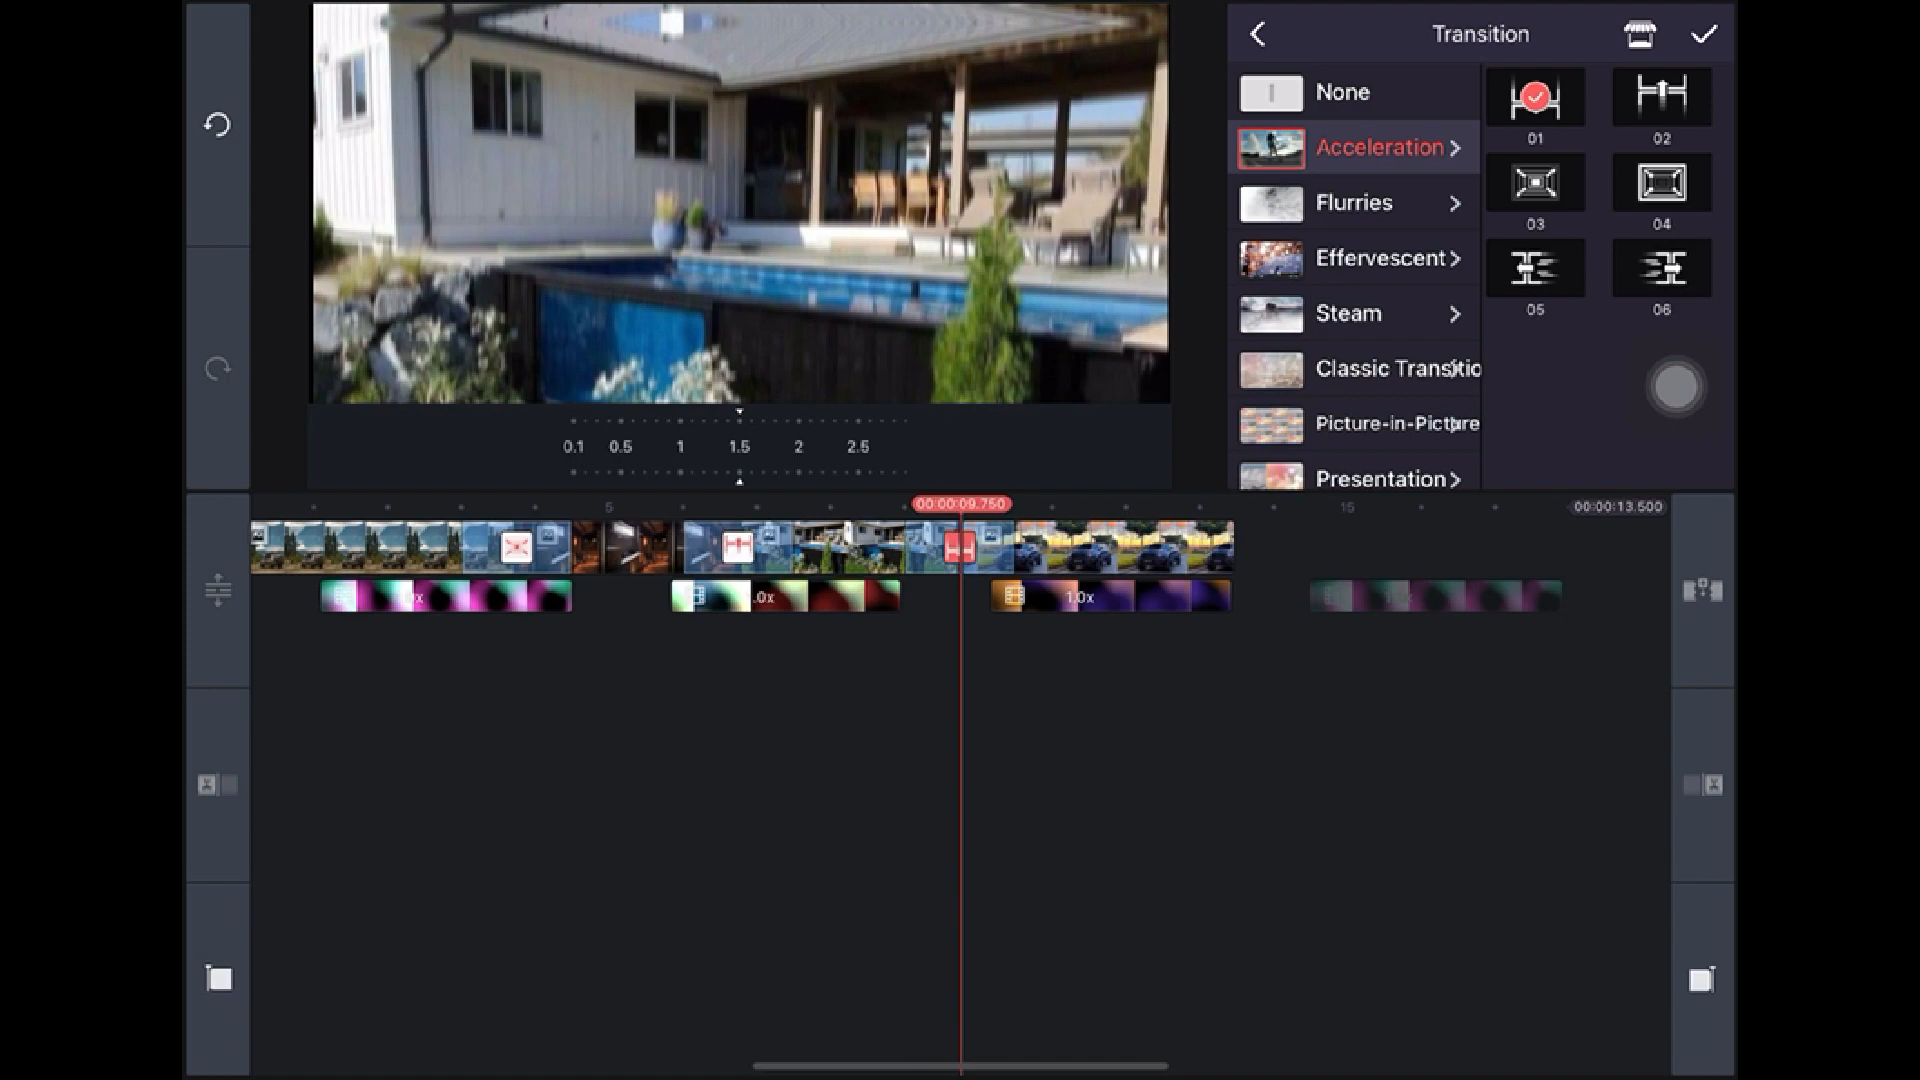 Transition
None
Acceleration
Flurries
Effervescent
Steam
Classic Transitio
Picture-in-Picture
Presentation
01
02
03
04
05
06
0.1 0.5 1 1.5 2 2.5
5
00:00:09.750
15
00:00:13.500
x
.0x
1.0x